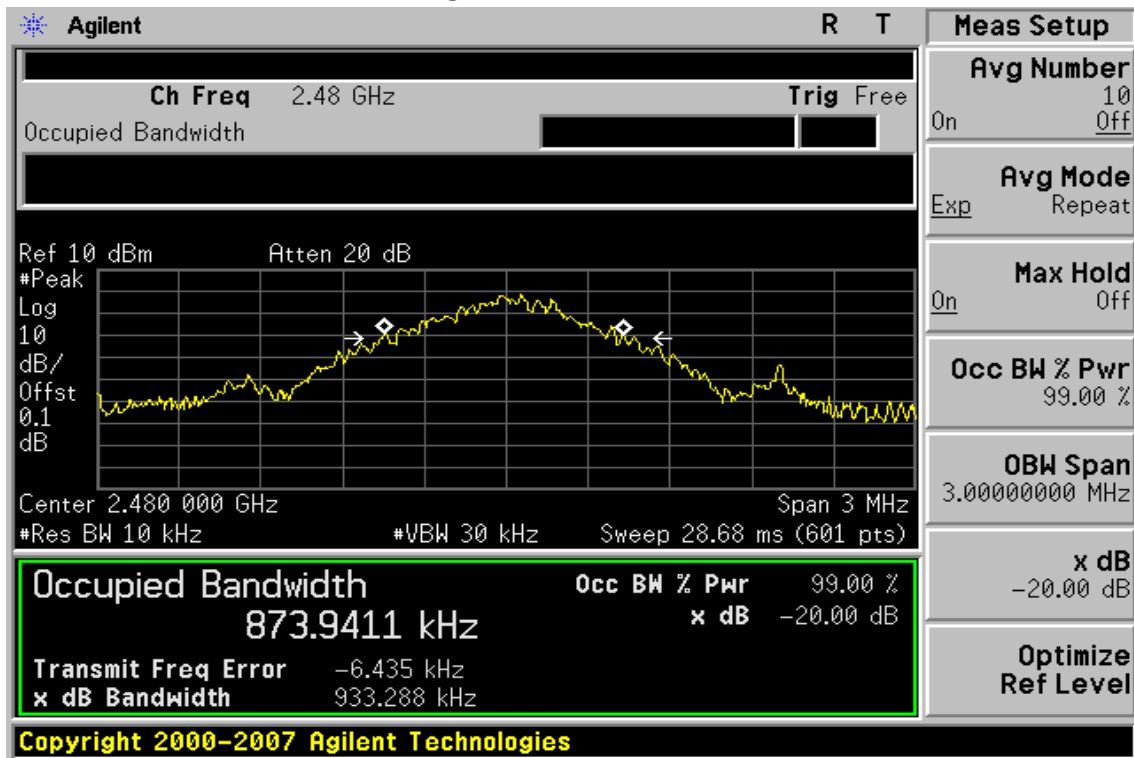 Agilent R T
Ch Freq 2.48 GHz Trig Free
Occupied Bandwidth
Ref 10 dBm Atten 20 dB
#Peak
Log
10
dB/
Offst
0.1
dB
Center 2.480 000 GHz Span 3 MHz
#Res BW 10 kHz #VBW 30 kHz Sweep 28.68 ms (601 pts)
Occupied Bandwidth Occ BW % Pwr 99.00 %
873.9411 kHz x dB -20.00 dB
Transmit Freq Error -6.435 kHz
x dB Bandwidth 933.288 kHz
Copyright 2000-2007 Agilent Technologies
Meas Setup
Avg Number
10
On Off
Avg Mode
Exp Repeat
Max Hold
On Off
Occ BW % Pwr
99.00 %
OBW Span
3.00000000 MHz
x dB
-20.00 dB
Optimize
Ref Level